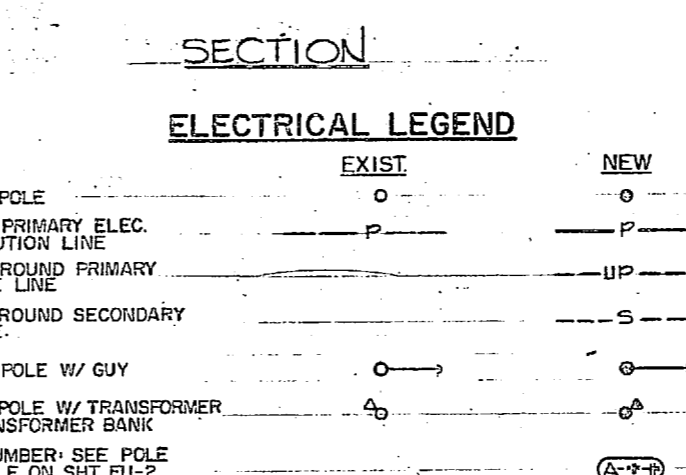 SECTION
ELECTRICAL LEGEND
EXIST. NEW
POLE
PRIMARY ELEC. P P
UTION LINE
ROUND PRIMARY UP
LINE
ROUND SECONDARY S
POLE W/ GUY
POLE W/ TRANSFORMER
NSFORMER BANK
UMBER: SEE POLE
ON SHT EU-2